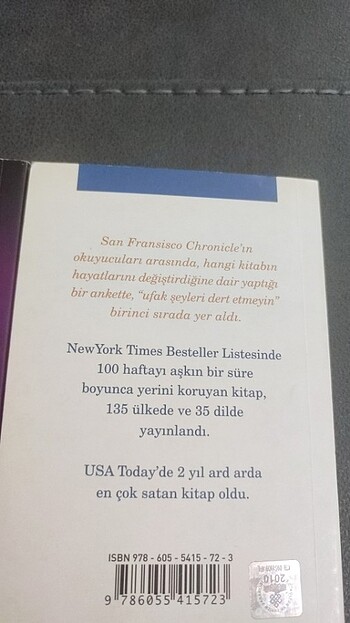 San Fransisco Chronicle'ın
okuyucuları arasında, hangi kitabın
hayatlarını değiştirdiğine dair yaptığı
bir ankette, "ufak şeyleri dert etmeyin"
birinci sırada yer aldı.
NewYork Times Besteller Listesinde
100 haftayı aşkın bir süre
boyunca yerini koruyan kitap,
135 ülkede ve 35 dilde
yayınlandı.
USA Today'de 2 yıl ard arda
en çok satan kitap oldu.
ISBN 978 - 605 - 5415 - 72 - 3
9 786055 415723
2010